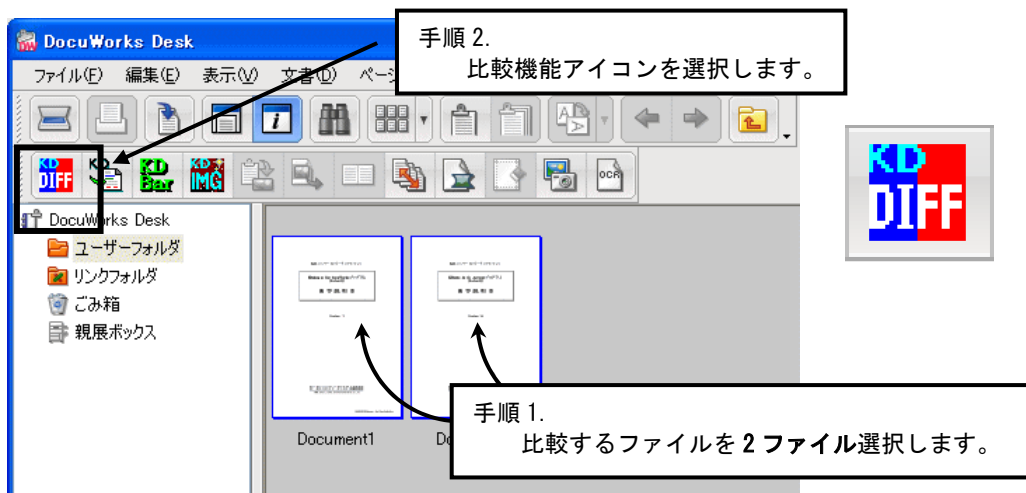 DocuWorks Desk
手順 2.
比較機能アイコンを選択します。
ファイル(F) 編集(E) 表示(V) 文書(D)
KD DIFF KD KD Bar KD IMG OCR
KD DIFF
DocuWorks Desk
ユーザーフォルダ
リンクフォルダ
ごみ箱
親展ボックス
手順 1.
比較するファイルを 2 ファイル選択します。
Document1